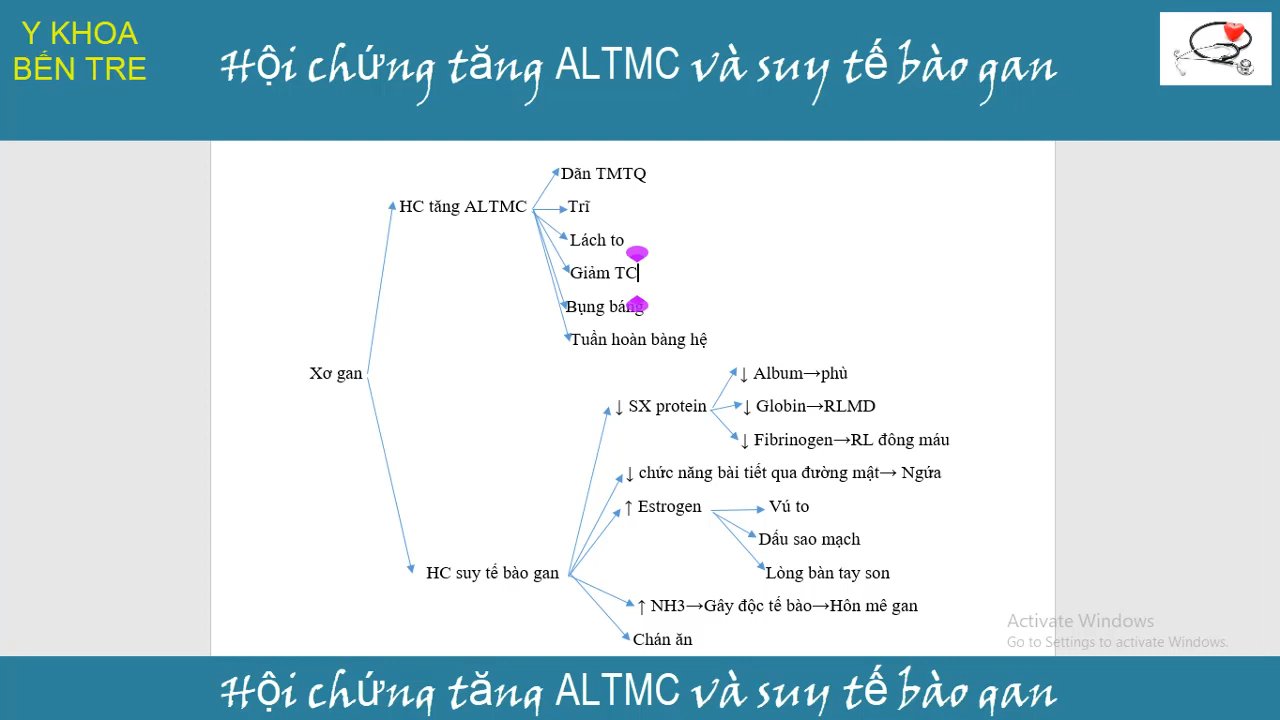 Y KHOA
BẾN TRE
Hội chứng tăng ALTMC và suy tế bào gan
Dãn TMTQ
HC tăng ALTMC
Trĩ
Lách to
Giảm TC
Bụng báng
Tuần hoàn bàng hệ
Xơ gan
↓ Album→phù
↓ SX protein
↓ Globin→RLMD
↓ Fibrinogen→RL đông máu
↓ chức năng bài tiết qua đường mật→ Ngứa
↑ Estrogen
Vú to
Dấu sao mạch
HC suy tế bào gan
Lòng bàn tay son
↑ NH3→Gây độc tế bào→Hôn mê gan
Chán ăn
Activate Windows
Go to Settings to activate Windows.
Hội chứng tăng ALTMC và suy tế bào gan